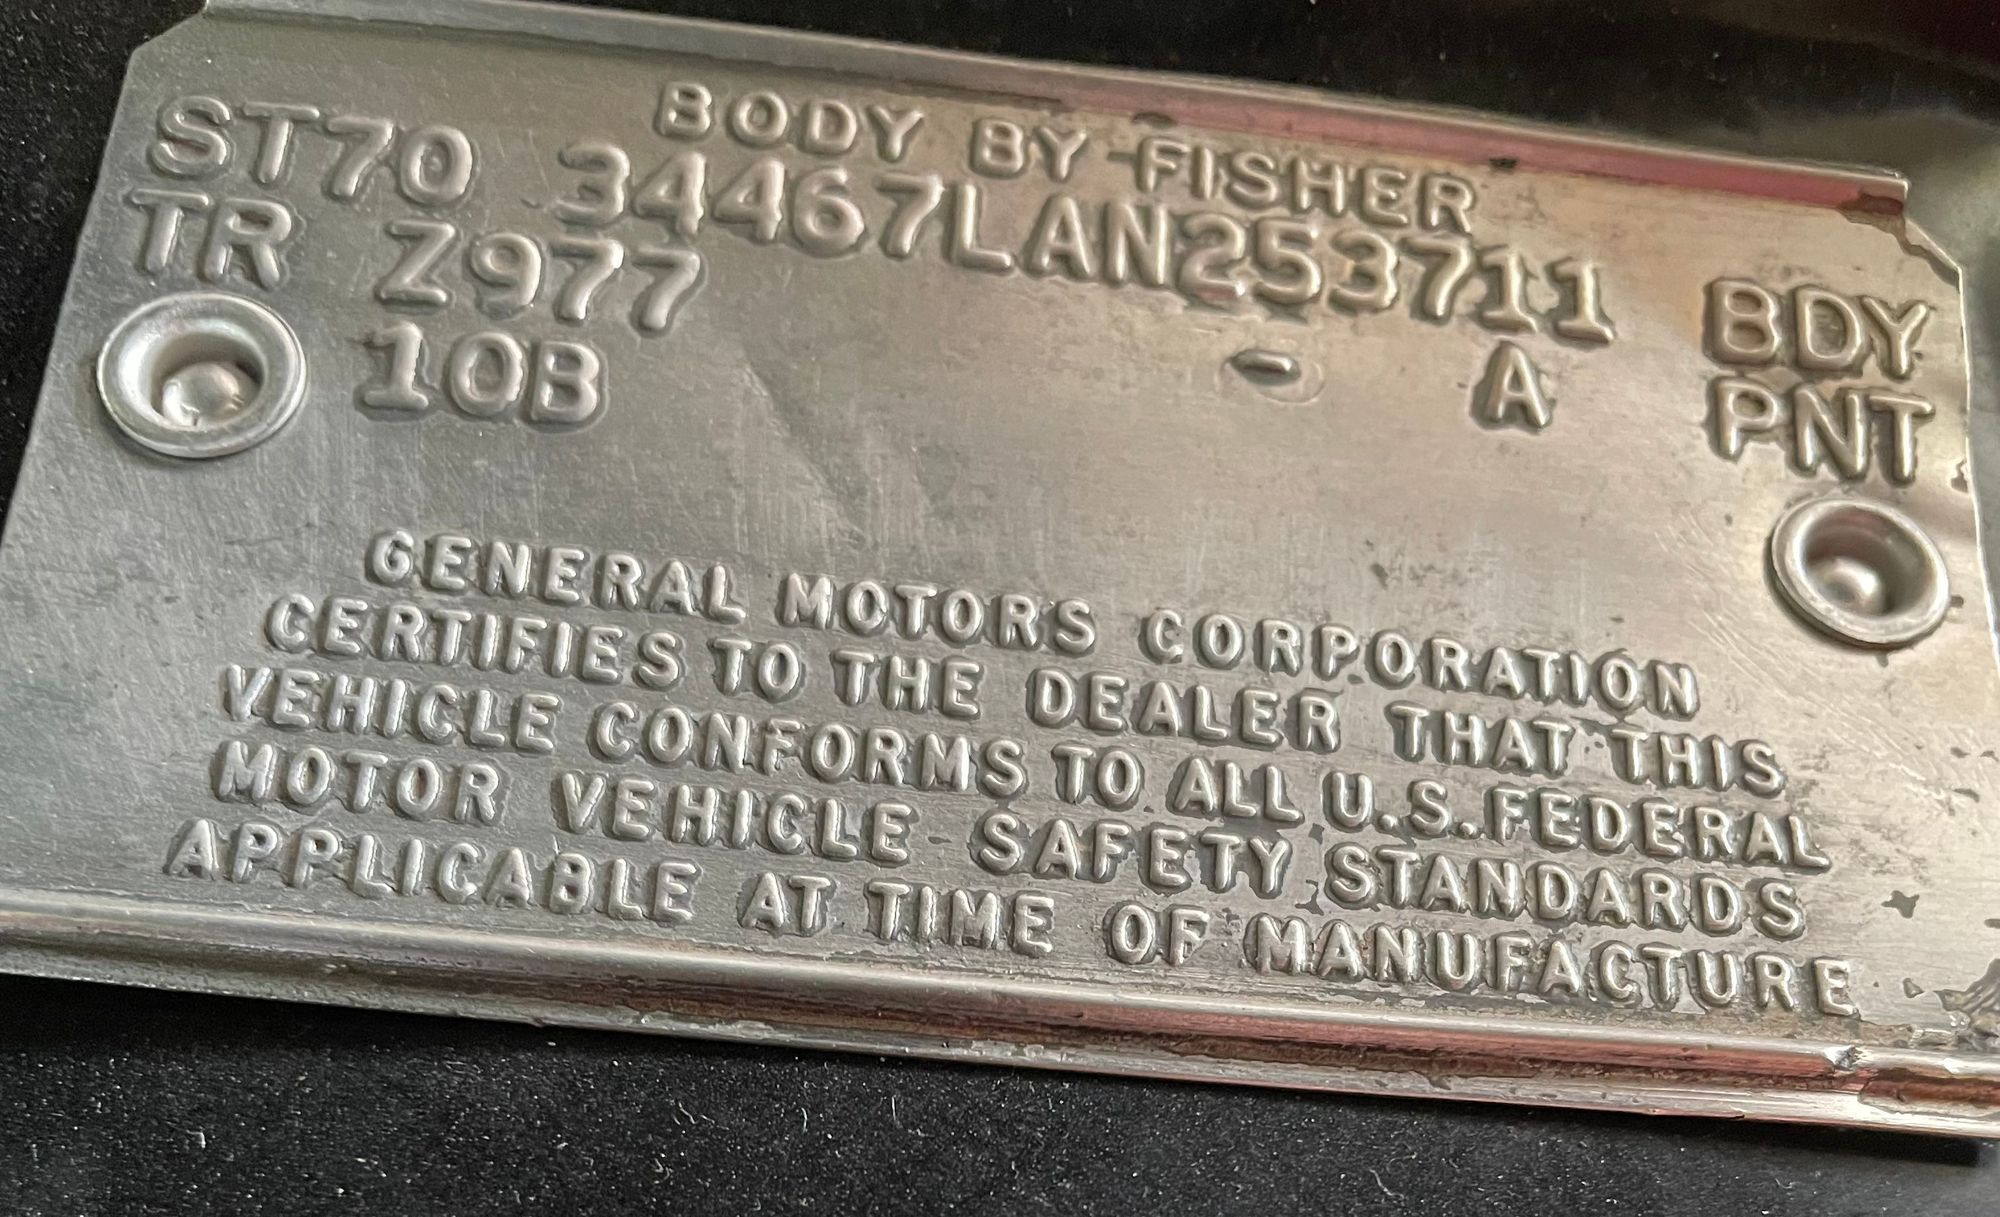 BODY BY FISHER
ST70 34467LAN253711 BDY
TR Z977 - A PNT
10B
GENERAL MOTORS CORPORATION
CERTIFIES TO THE DEALER THAT THIS
VEHICLE CONFORMS TO ALL U.S. FEDERAL
MOTOR VEHICLE SAFETY STANDARDS
APPLICABLE AT TIME OF MANUFACTURE